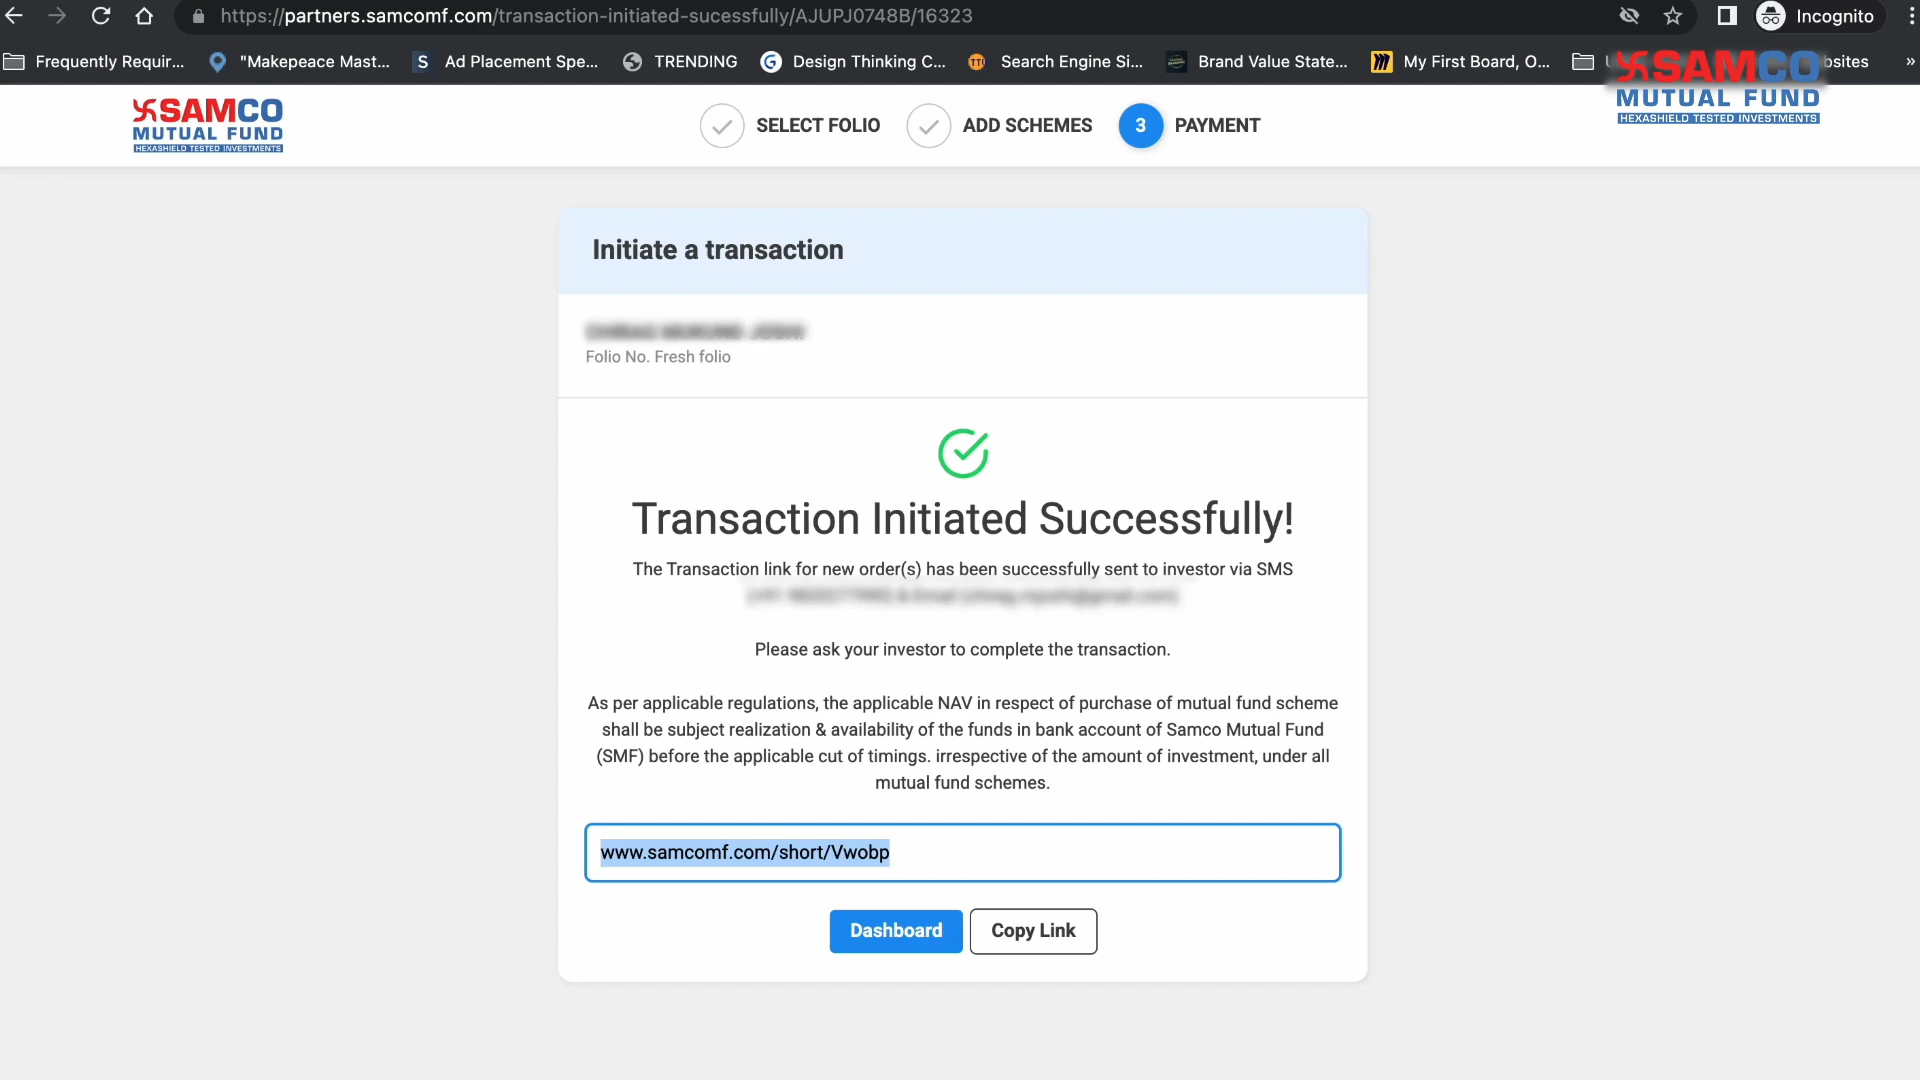 https://partners.samcomf.com/transaction-initiated-sucessfully/AJUPJ0748B/16323
Incognito
Frequently Requir...
"Makepeace Mast...
S Ad Placement Spe...
TRENDING
Design Thinking C...
Search Engine Si...
Brand Value State...
My First Board, O...
bsites
»
SAMCO
MUTUAL FUND
HEXASHIELD TESTED INVESTMENTS
SELECT FOLIO
ADD SCHEMES
3 PAYMENT
SAMCO
MUTUAL FUND
HEXASHIELD TESTED INVESTMENTS
Initiate a transaction
Folio No. Fresh folio
Transaction Initiated Successfully!
The Transaction link for new order(s) has been successfully sent to investor via SMS
Please ask your investor to complete the transaction.
As per applicable regulations, the applicable NAV in respect of purchase of mutual fund scheme
shall be subject realization & availability of the funds in bank account of Samco Mutual Fund
(SMF) before the applicable cut of timings. irrespective of the amount of investment, under all
mutual fund schemes.
www.samcomf.com/short/Vwobp
Dashboard
Copy Link